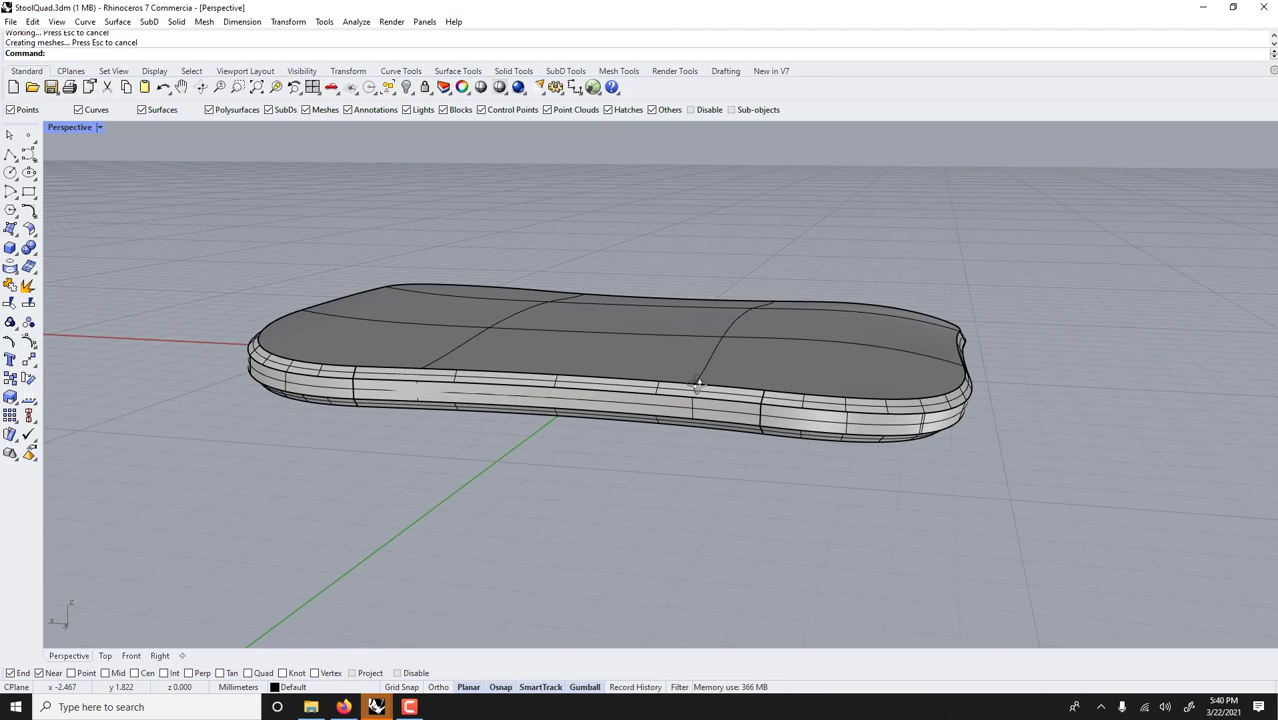 StoolQuad.3dm (1 MB) - Rhinoceros 7 Commercia - [Perspective]
File Edit View Curve Surface SubD Solid Mesh Dimension Transform Tools Analyze Render Panels Help
Working... Press Esc to cancel
Creating meshes... Press Esc to cancel
Command:
Standard CPlanes Set View Display Select Viewport Layout Visibility Transform Curve Tools Surface Tools Solid Tools SubD Tools Mesh Tools Render Tools Drafting New in V7
Points Curves Surfaces Polysurfaces SubDs Meshes Annotations Lights Blocks Control Points Point Clouds Hatches Others Disable Sub-objects
Perspective
z
x
y
Perspective Top Front Right
End Near Point Mid Cen Int Perp Tan Quad Knot Vertex Project Disable
CPlane x -2.467 y 1.822 z 0.000 Millimeters Default Grid Snap Ortho Planar Osnap SmartTrack Gumball Record History Filter Memory use: 366 MB
Type here to search
5:40 PM
3/22/2021